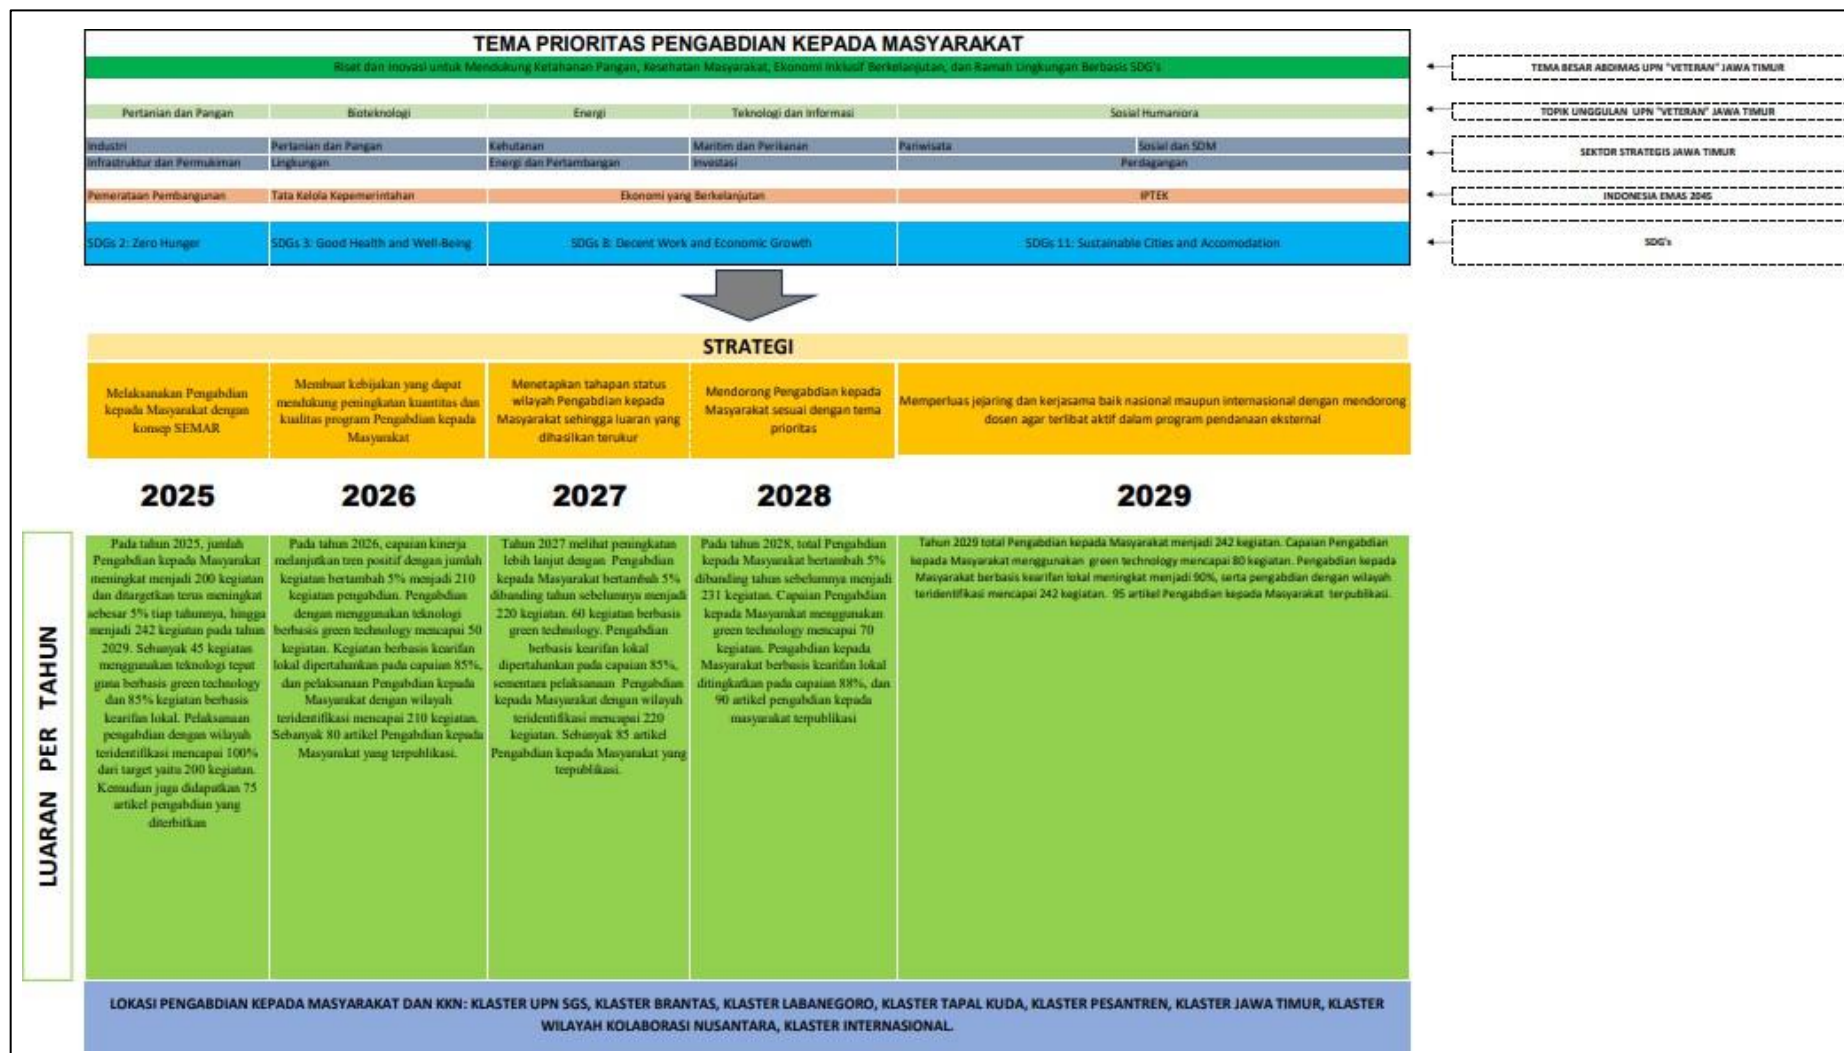 TEMA PRIORITAS PENGABDIAN KEPADA MASYARAKAT
Riset dan Inovasi untuk Mendukung Ketahanan Pangan, Kesehatan Masyarakat, Ekonomi Inklusif Berkelanjutan, dan Ramah Lingkungan Berbasis SDG's
TEMA BESAR ABDIMAS UPN "VETERAN" JAWA TIMUR
Pertanian dan Pangan
Bioteknologi
Energi
Teknologi dan Informasi
Sosial Humaniora
TOPIK UNGGULAN UPN "VETERAN" JAWA TIMUR
Industri
Pertanian dan Pangan
Kehutanan
Maritim dan Perikanan
Pariwisata
Sosial dan SDM
Infrastruktur dan Permukiman
Lingkungan
Energi dan Pertambangan
Investasi
Perdagangan
SEKTOR STRATEGIS JAWA TIMUR
Pemerataan Pembangunan
Tata Kelola Kepemerintahan
Ekonomi yang Berkelanjutan
IPTEK
INDONESIA EMAS 2045
SDGs 2: Zero Hunger
SDGs 3: Good Health and Well-Being
SDGs 8: Decent Work and Economic Growth
SDGs 11: Sustainable Cities and Accomodation
SDG's
STRATEGI
Melaksanakan Pengabdian
kepada Masyarakat dengan
konsep SEMAR
Membuat kebijakan yang dapat
mendukung peningkatan kuantitas dan
kualitas program Pengabdian kepada
Masyarakat
Menetapkan tahapan status
wilayah Pengabdian kepada
Masyarakat sehingga luaran yang
dihasilkan terukur
Mendorong Pengabdian kepada
Masyarakat sesuai dengan tema
prioritas
Memperluas jejaring dan kerjasama baik nasional maupun internasional dengan mendorong
dosen agar terlibat aktif dalam program pendanaan eksternal
2025
2026
2027
2028
2029
LUARAN PER TAHUN
Pada tahun 2025, jumlah
Pengabdian kepada Masyarakat
meningkat menjadi 200 kegiatan
dan ditargetkan terus meningkat
sebesar 5% tiap tahunnya, hingga
menjadi 242 kegiatan pada tahun
2029. Sebanyak 45 kegiatan
menggunakan teknologi tepat
guna berbasis green technology
dan 85% kegiatan berbasis
kearifan lokal. Pelaksanaan
pengabdian dengan wilayah
teridentifikasi mencapai 100%
dari target yaitu 200 kegiatan.
Kemudian juga didapatkan 75
artikel pengabdian yang
diterbitkan
Pada tahun 2026, capaian kinerja
melanjutkan tren positif dengan jumlah
kegiatan bertambah 5% menjadi 210
kegiatan pengabdian. Pengabdian
dengan menggunakan teknologi
berbasis green technology mencapai 50
kegiatan. Kegiatan berbasis kearifan
lokal dipertahankan pada capaian 85%,
dan pelaksanaan Pengabdian kepada
Masyarakat dengan wilayah
teridentifikasi mencapai 210 kegiatan.
Sebanyak 80 artikel Pengabdian kepada
Masyarakat yang terpublikasi.
Tahun 2027 melihat peningkatan
lebih lanjut dengan Pengabdian
kepada Masyarakat bertambah 5%
dibanding tahun sebelumnya menjadi
220 kegiatan. 60 kegiatan berbasis
green technology. Pengabdian
berbasis kearifan lokal
dipertahankan pada capaian 85%,
sementara pelaksanaan Pengabdian
kepada Masyarakat dengan wilayah
teridentifikasi mencapai 220
kegiatan. Sebanyak 85 artikel
Pengabdian kepada Masyarakat yang
terpublikasi.
Pada tahun 2028, total Pengabdian
kepada Masyarakat bertambah 5%
dibanding tahun sebelumnya menjadi
231 kegiatan. Capaian Pengabdian
kepada Masyarakat menggunakan
green technology mencapai 70
kegiatan. Pengabdian kepada
Masyarakat berbasis kearifan lokal
ditingkatkan pada capaian 88%, dan
90 artikel pengabdian kepada
masyarakat terpublikasi
Tahun 2029 total Pengabdian kepada Masyarakat menjadi 242 kegiatan. Capaian Pengabdian
kepada Masyarakat menggunakan green technology mencapai 80 kegiatan. Pengabdian kepada
Masyarakat berbasis kearifan lokal meningkat menjadi 90%, serta pengabdian dengan wilayah
teridentifikasi mencapai 242 kegiatan. 95 artikel Pengabdian kepada Masyarakat terpublikasi.
LOKASI PENGABDIAN KEPADA MASYARAKAT DAN KKN: KLASTER UPN SGS, KLASTER BRANTAS, KLASTER LABANEGORO, KLASTER TAPAL KUDA, KLASTER PESANTREN, KLASTER JAWA TIMUR, KLASTER
WILAYAH KOLABORASI NUSANTARA, KLASTER INTERNASIONAL.